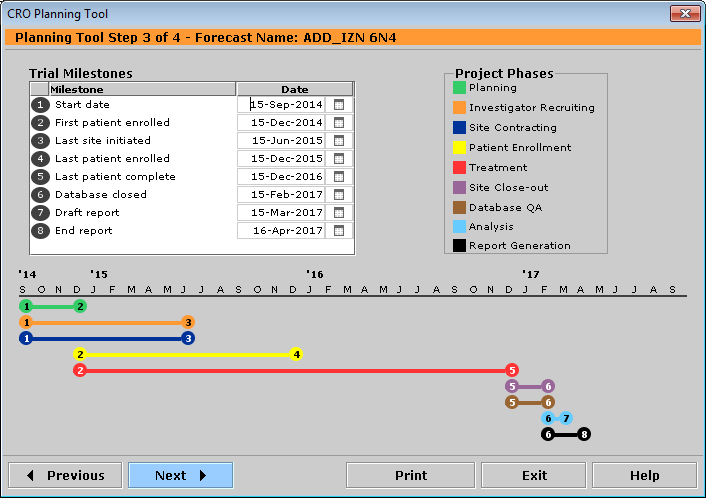 CRO Planning Tool
Planning Tool Step 3 of 4 - Forecast Name: ADD_IZN 6N4
Trial Milestones
Milestone Date
1 Start date 15-Sep-2014
2 First patient enrolled 15-Dec-2014
3 Last site initiated 15-Jun-2015
4 Last patient enrolled 15-Dec-2015
5 Last patient complete 15-Dec-2016
6 Database closed 15-Feb-2017
7 Draft report 15-Mar-2017
8 End report 16-Apr-2017
Project Phases
Planning
Investigator Recruiting
Site Contracting
Patient Enrollment
Treatment
Site Close-out
Database QA
Analysis
Report Generation
'14 '15 '16 '17
S O N D J F M A M J J A S O N D J F M A M J J A S O N D J F M A M J J A S
1 2
1 3
1 3
2 4
2 5
5 6
5 6
6 7
6 8
Previous Next Print Exit Help